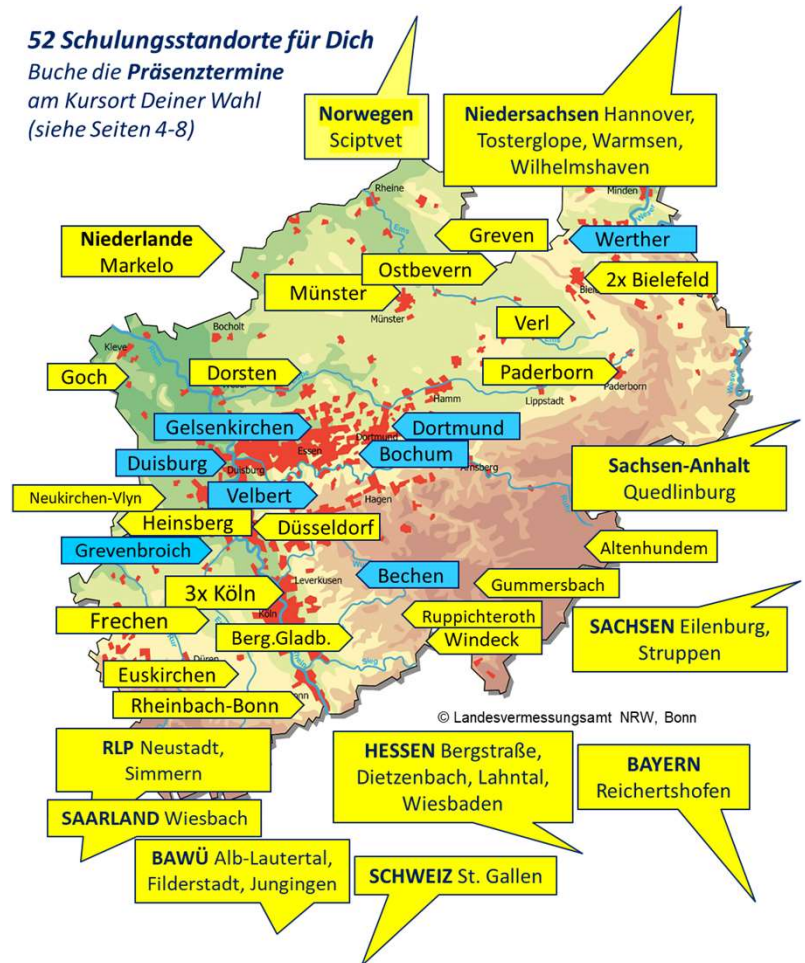 52 Schulungsstandorte für Dich
Buche die Präsenztermine
am Kursort Deiner Wahl
(siehe Seiten 4-8)
Norwegen
Sciptvet
Niedersachsen Hannover,
Tosterglope, Warmsen,
Wilhelmshaven
Rheine
Minden
Weser
Ems
Greven
Werther
Niederlande
Markelo
Ostbevern
2x Bielefeld
Münster
Münster
Verl
Ems
Bocholt
Kleve
Goch
Dorsten
Paderborn
Paderborn
Hamm
Lippstadt
Gelsenkirchen
Dortmund
Dortmund
Essen
Bochum
Duisburg
Duisburg
Arnsberg
Sachsen-Anhalt
Quedlinburg
Neukirchen-Vlyn
Velbert
Hagen
Heinsberg
Düsseldorf
Grevenbroich
Altenhundem
Bechen
Leverkusen
3x Köln
Köln
Gummersbach
Frechen
Ruppichteroth
Berg.Gladb.
Windeck
SACHSEN Eilenburg,
Struppen
Rur
Sieg
Düren
Euskirchen
Rheinbach-Bonn
© Landesvermessungsamt NRW, Bonn
RLP Neustadt,
Simmern
HESSEN Bergstraße,
Dietzenbach, Lahntal,
Wiesbaden
BAYERN
Reichertshofen
SAARLAND Wiesbach
BAWÜ Alb-Lautertal,
Filderstadt, Jungingen
SCHWEIZ St. Gallen